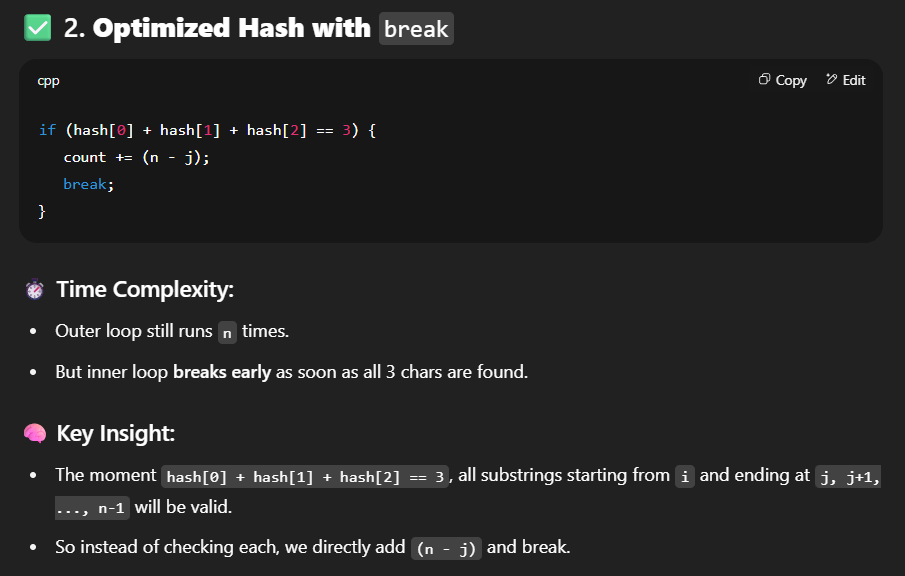 ✅ 2. Optimized Hash with break
cpp
Copy
Edit
if (hash[0] + hash[1] + hash[2] == 3) {
count += (n - j);
break;
}
⏱️ Time Complexity:
• Outer loop still runs n times.
• But inner loop breaks early as soon as all 3 chars are found.
🧠 Key Insight:
• The moment hash[0] + hash[1] + hash[2] == 3, all substrings starting from i and ending at j, j+1,
..., n-1 will be valid.
• So instead of checking each, we directly add (n - j) and break.